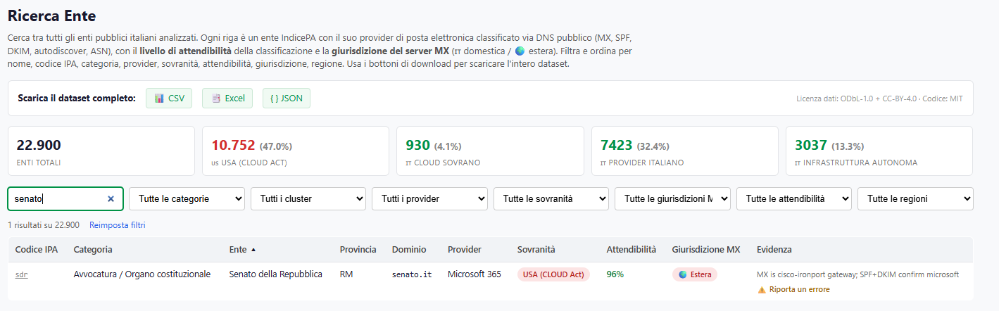 Ricerca Ente
Cerca tra tutti gli enti pubblici italiani analizzati. Ogni riga è un ente IndicePA con il suo provider di posta elettronica classificato via DNS pubblico (MX, SPF,
DKIM, autodiscover, ASN), con il livello di attendibilità della classificazione e la giurisdizione del server MX (IT domestica / 🌍 estera). Filtra e ordina per
nome, codice IPA, categoria, provider, sovranità, attendibilità, giurisdizione, regione. Usa i bottoni di download per scaricare l'intero dataset.
Scarica il dataset completo: CSV Excel { } JSON Licenza dati: ODbL-1.0 + CC-BY-4.0 · Codice: MIT
22.900 10.752 (47.0%) 930 (4.1%) 7423 (32.4%) 3037 (13.3%)
ENTI TOTALI US USA (CLOUD ACT) IT CLOUD SOVRANO IT PROVIDER ITALIANO IT INFRASTRUTTURA AUTONOMA
senato Tutte le categorie Tutti i cluster Tutti i provider Tutte le sovranità Tutte le giurisdizioni M Tutte le attendibilità Tutte le regioni
1 risultati su 22.900 Reimposta filtri
Codice IPA Categoria Ente Provincia Dominio Provider Sovranità Attendibilità Giurisdizione MX Evidenza
sdr Avvocatura / Organo costituzionale Senato della Repubblica RM senato.it Microsoft 365 USA (CLOUD Act) 96% Estera MX is cisco-ironport gateway; SPF+DKIM confirm microsoft
Riporta un errore